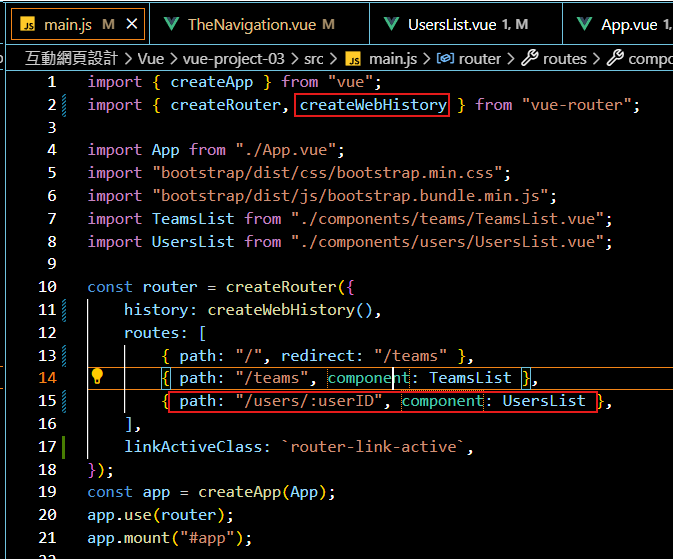 JS main.js M ✕ TheNavigation.vue M UsersList.vue 1, M App.vue 1,
互動網頁設計 > Vue > vue-project-03 > src > JS main.js > router > routes > compo
1 import { createApp } from "vue";
2 import { createRouter, createWebHistory } from "vue-router";
3
4 import App from "./App.vue";
5 import "bootstrap/dist/css/bootstrap.min.css";
6 import "bootstrap/dist/js/bootstrap.bundle.min.js";
7 import TeamsList from "./components/teams/TeamsList.vue";
8 import UsersList from "./components/users/UsersList.vue";
9
10 const router = createRouter({
11 history: createWebHistory(),
12 routes: [
13 { path: "/", redirect: "/teams" },
14 { path: "/teams", component: TeamsList },
15 { path: "/users/:userID", component: UsersList },
16 ],
17 linkActiveClass: `router-link-active`,
18 });
19 const app = createApp(App);
20 app.use(router);
21 app.mount("#app");